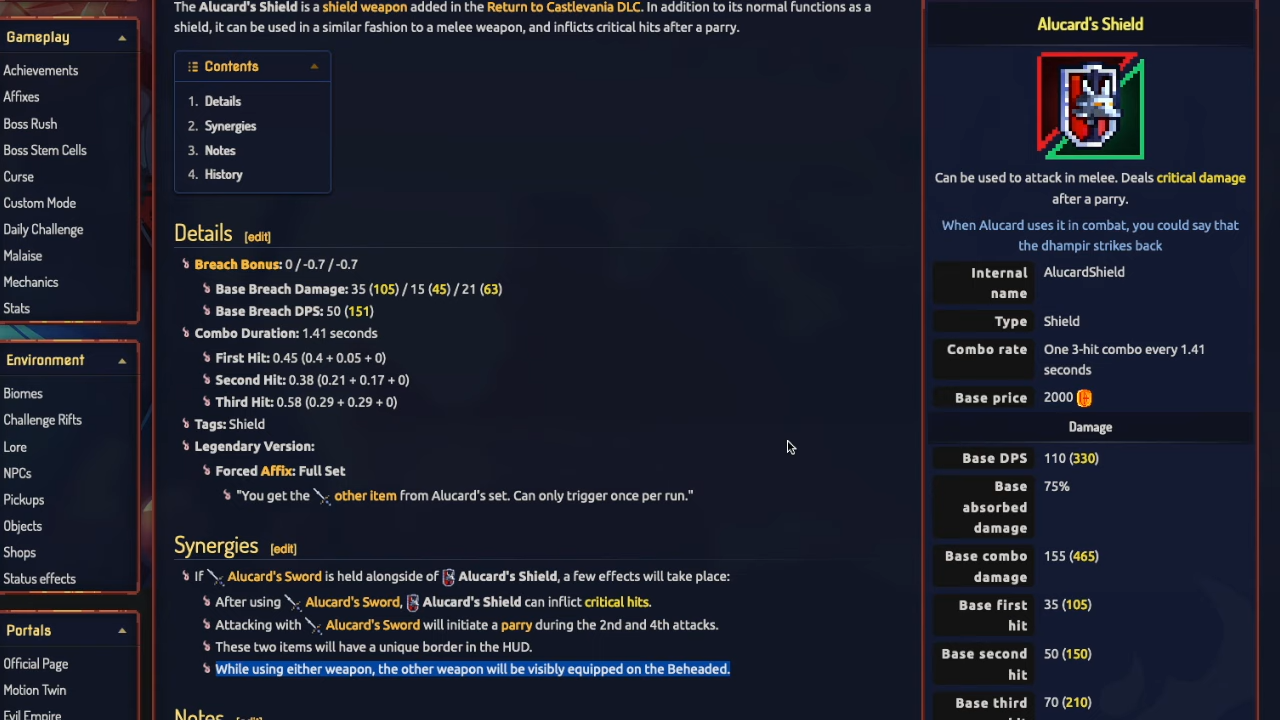 Gameplay
Achievements
Affixes
Boss Rush
Boss Stem Cells
Curse
Custom Mode
Daily Challenge
Malaise
Mechanics
Stats
Environment
Biomes
Challenge Rifts
Lore
NPCs
Pickups
Objects
Shops
Status effects
Portals
Official Page
Motion Twin
Evil Empire
The Alucard's Shield is a shield weapon added in the Return to Castlevania DLC. In addition to its normal functions as a
shield, it can be used in a similar fashion to a melee weapon, and inflicts critical hits after a parry.
Contents
1. Details
2. Synergies
3. Notes
4. History
Details [edit]
Breach Bonus: 0 / -0.7 / -0.7
Base Breach Damage: 35 (105) / 15 (45) / 21 (63)
Base Breach DPS: 50 (151)
Combo Duration: 1.41 seconds
First Hit: 0.45 (0.4 + 0.05 + 0)
Second Hit: 0.38 (0.21 + 0.17 + 0)
Third Hit: 0.58 (0.29 + 0.29 + 0)
Tags: Shield
Legendary Version:
Forced Affix: Full Set
"You get the other item from Alucard's set. Can only trigger once per run."
Synergies [edit]
If Alucard's Sword is held alongside of Alucard's Shield, a few effects will take place:
After using Alucard's Sword, Alucard's Shield can inflict critical hits.
Attacking with Alucard's Sword will initiate a parry during the 2nd and 4th attacks.
These two items will have a unique border in the HUD.
While using either weapon, the other weapon will be visibly equipped on the Beheaded.
Notes [edit]
Alucard's Shield
Can be used to attack in melee. Deals critical damage
after a parry.
When Alucard uses it in combat, you could say that
the dhampir strikes back
Internal AlucardShield
name
Type Shield
Combo rate One 3-hit combo every 1.41
seconds
Base price 2000
Damage
Base DPS 110 (330)
Base 75%
absorbed
damage
Base combo 155 (465)
damage
Base first 35 (105)
hit
Base second 50 (150)
hit
Base third 70 (210)
hit